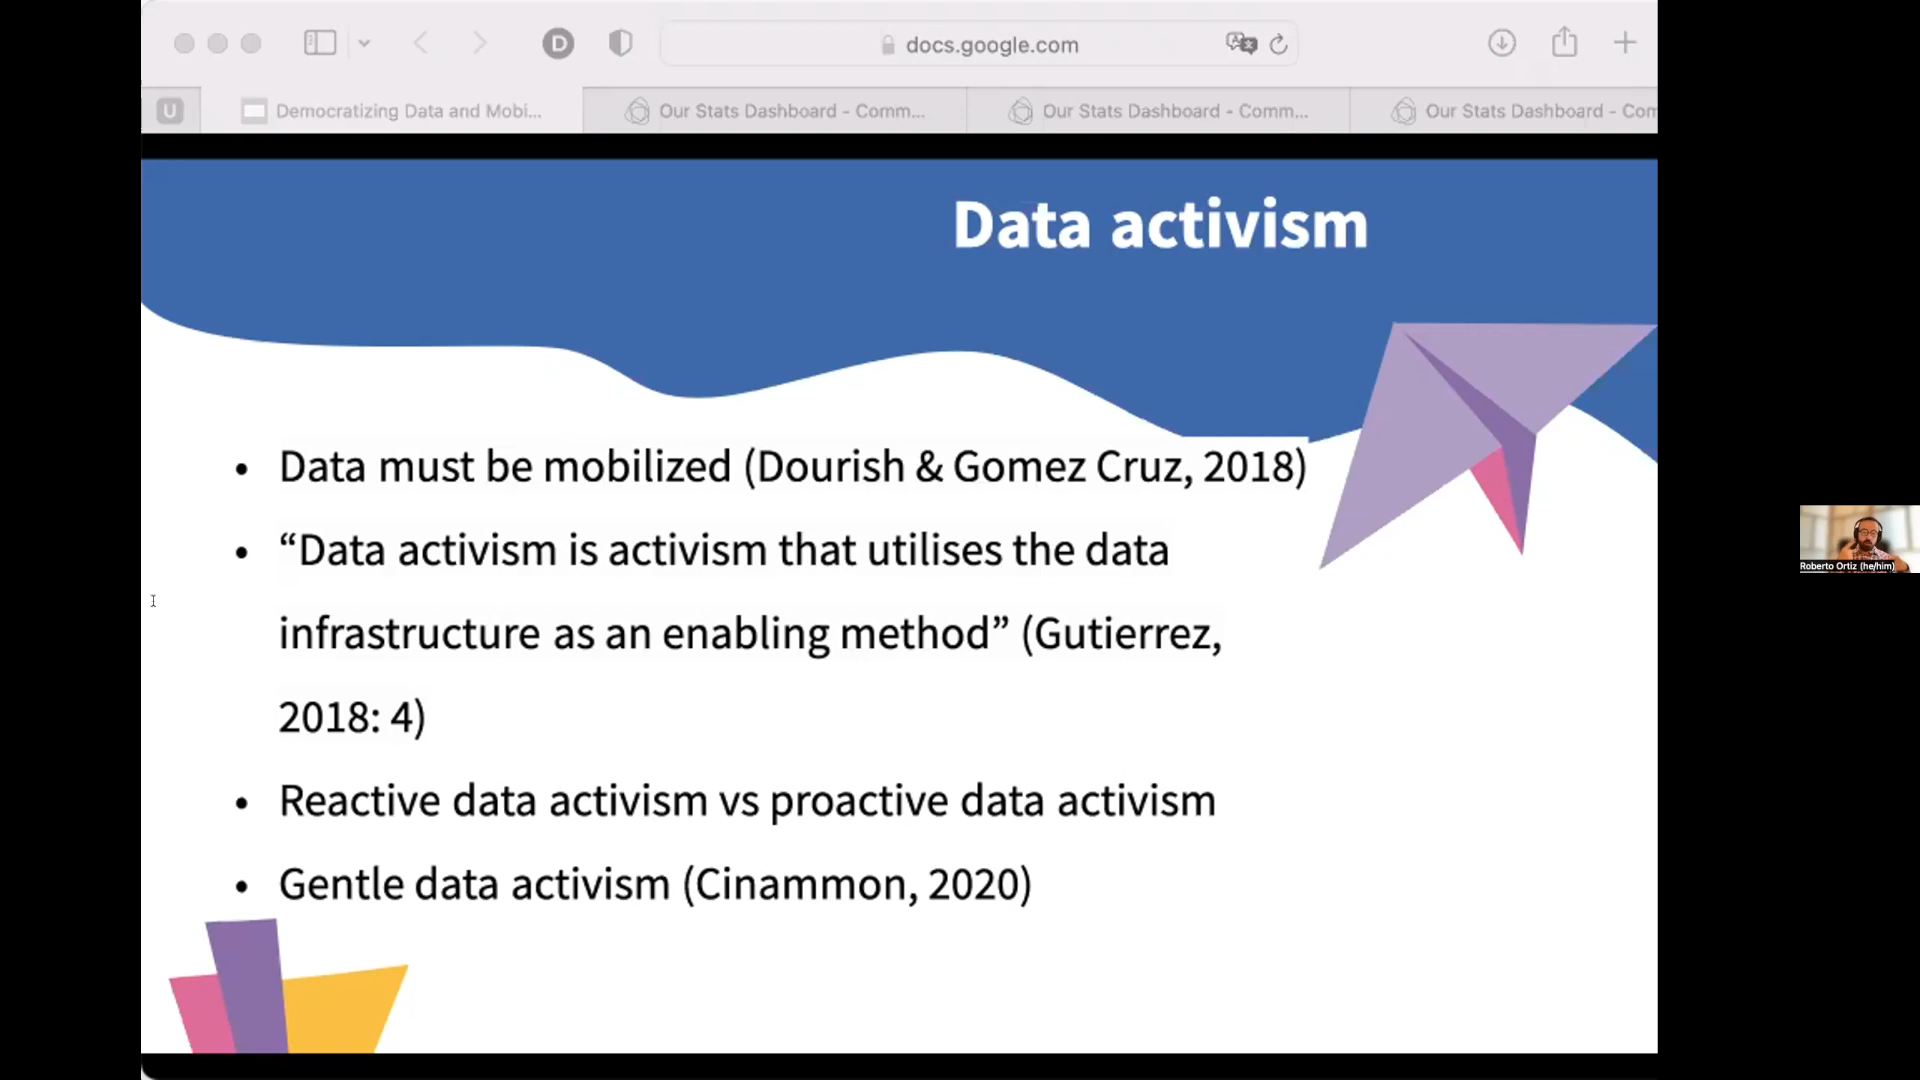 D
docs.google.com
U
Democratizing Data and Mobi...
Our Stats Dashboard - Comm...
Our Stats Dashboard - Comm...
Our Stats Dashboard - Com
Data activism
• Data must be mobilized (Dourish & Gomez Cruz, 2018)
• “Data activism is activism that utilises the data
infrastructure as an enabling method” (Gutierrez,
2018: 4)
• Reactive data activism vs proactive data activism
• Gentle data activism (Cinammon, 2020)
Roberto Ortiz (he/him)